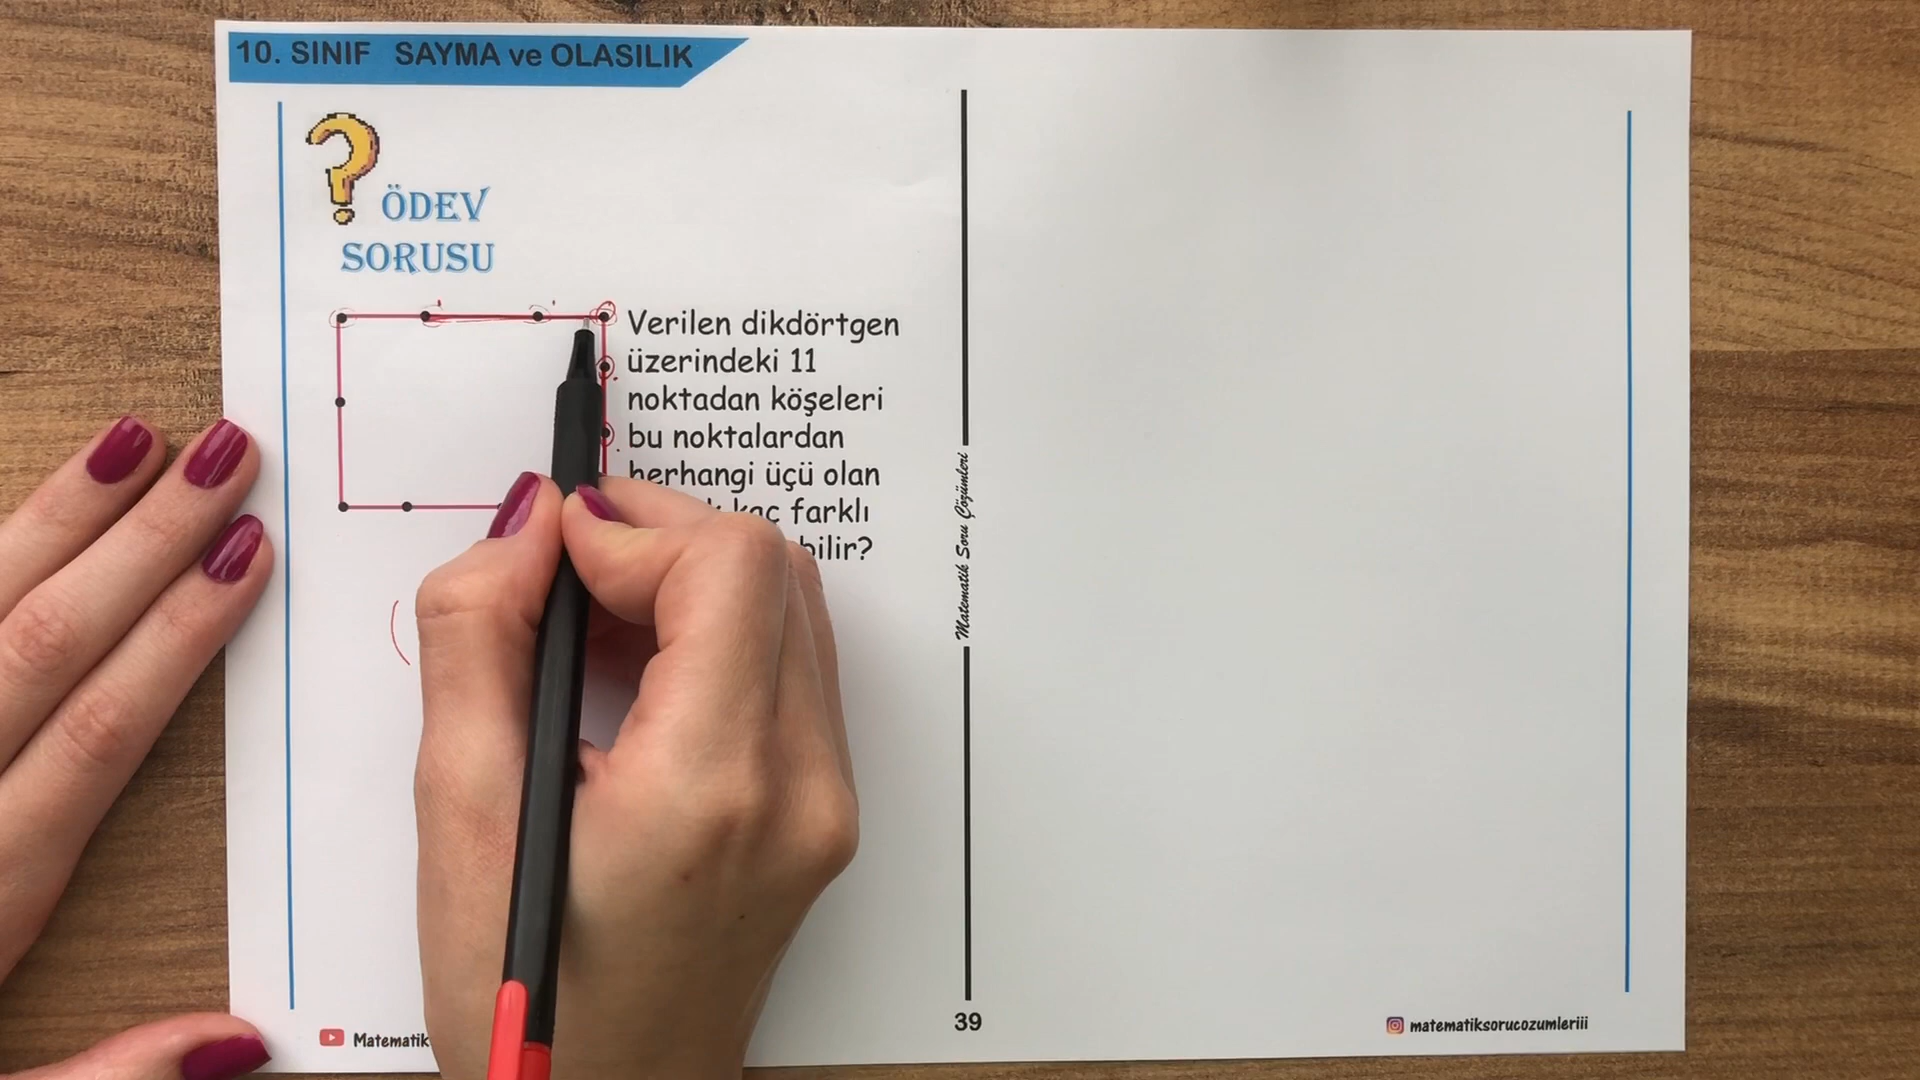 10. SINIF SAYMA ve OLASILIK
ÖDEV
SORUSU
Verilen dikdörtgen
üzerindeki 11
noktadan köşeleri
bu noktalardan
herhangi üçü olan
kaç farklı
Matematik Soru Çözümleri
Matematik
39
matematiksorucozumleriii